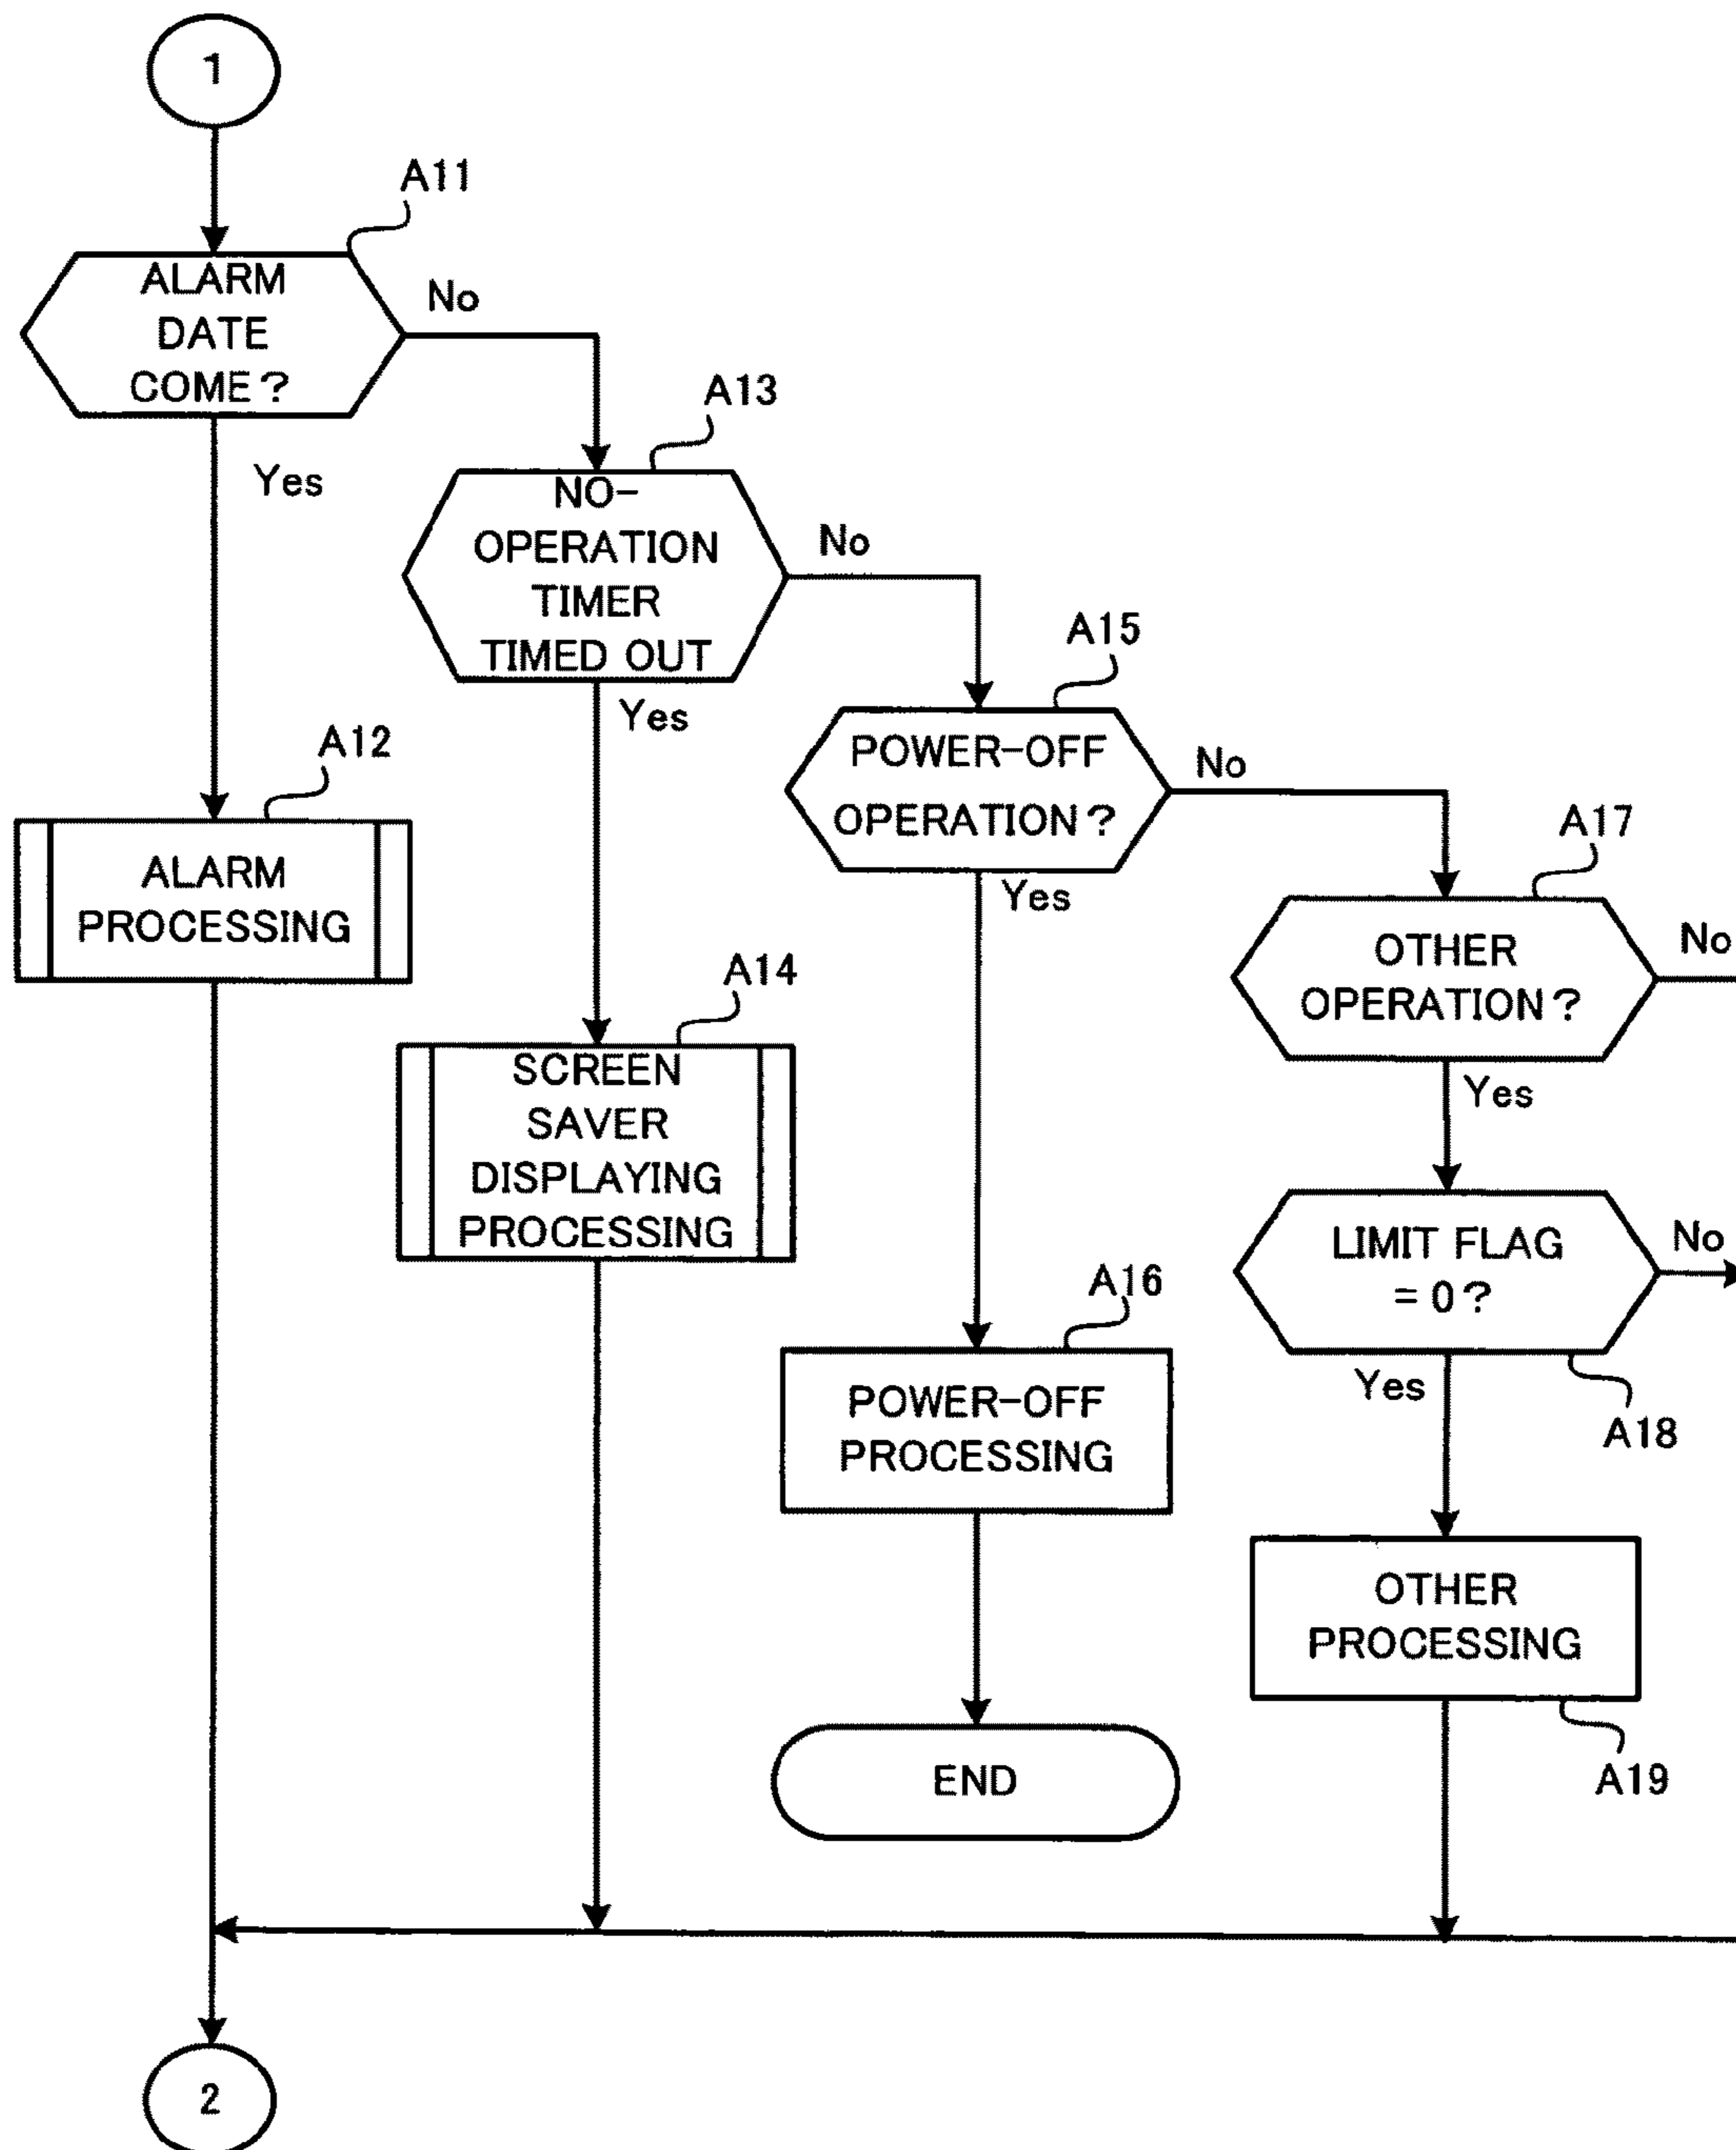 1
A11
ALARM
DATE
COME?
No
Yes
A13
NO-
OPERATION
TIMER
TIMED OUT
No
Yes
A15
POWER-OFF
OPERATION?
No
Yes
A12
ALARM
PROCESSING
A17
OTHER
OPERATION?
No
Yes
A14
SCREEN
SAVER
DISPLAYING
PROCESSING
LIMIT FLAG
=0?
No
Yes
A18
A16
POWER-OFF
PROCESSING
OTHER
PROCESSING
A19
END
2